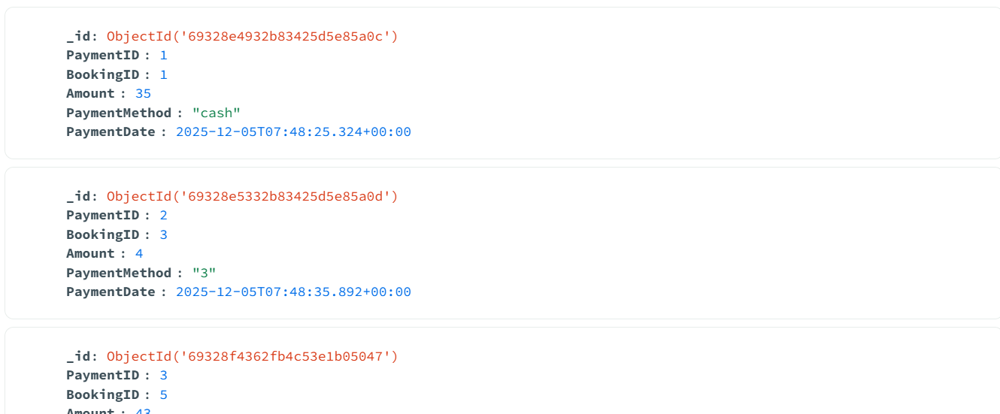 _id: ObjectId('69328e4932b83425d5e85a0c')
PaymentID : 1
BookingID : 1
Amount : 35
PaymentMethod : "cash"
PaymentDate : 2025-12-05T07:48:25.324+00:00
_id: ObjectId('69328e5332b83425d5e85a0d')
PaymentID : 2
BookingID : 3
Amount : 4
PaymentMethod : "3"
PaymentDate : 2025-12-05T07:48:35.892+00:00
_id: ObjectId('69328f4362fb4c53e1b05047')
PaymentID : 3
BookingID : 5
Amount : 43